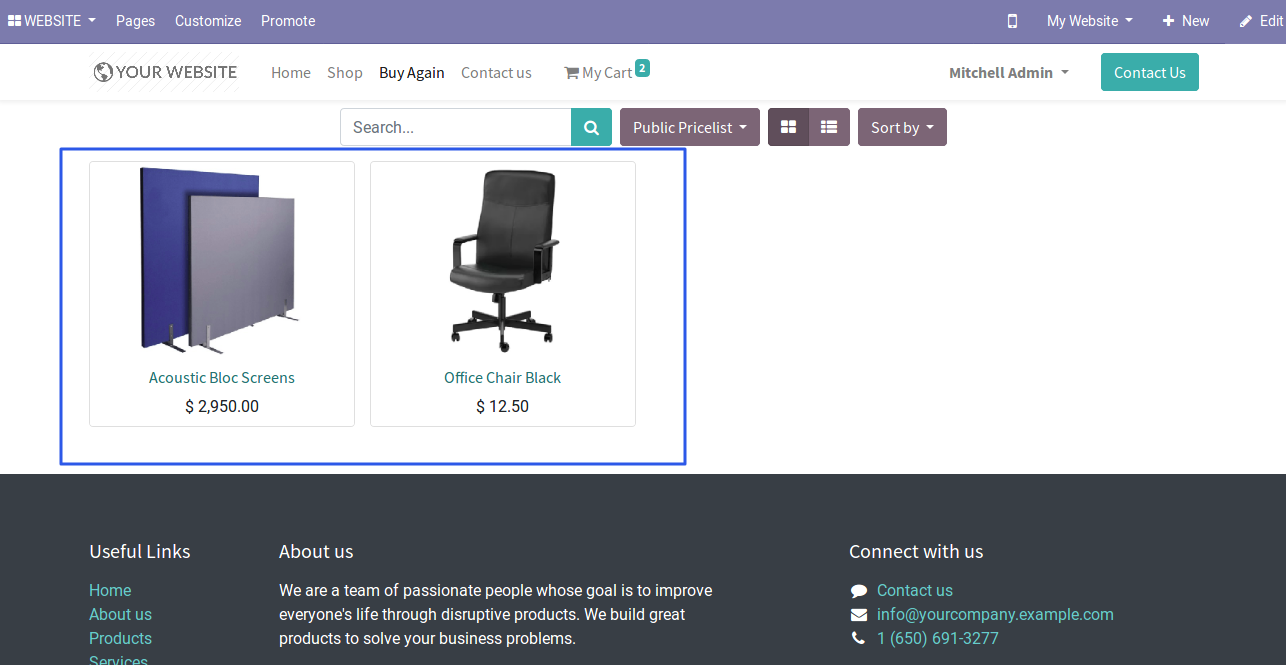 WEBSITE Pages Customize Promote My Website New Edit
YOUR WEBSITE Home Shop Buy Again Contact us My Cart 2 Mitchell Admin Contact Us
Search... Public Pricelist Sort by
Acoustic Bloc Screens
$ 2,950.00
Office Chair Black
$ 12.50
Useful Links
Home
About us
Products
Services
About us
We are a team of passionate people whose goal is to improve
everyone's life through disruptive products. We build great
products to solve your business problems.
Connect with us
Contact us
info@yourcompany.example.com
1 (650) 691-3277